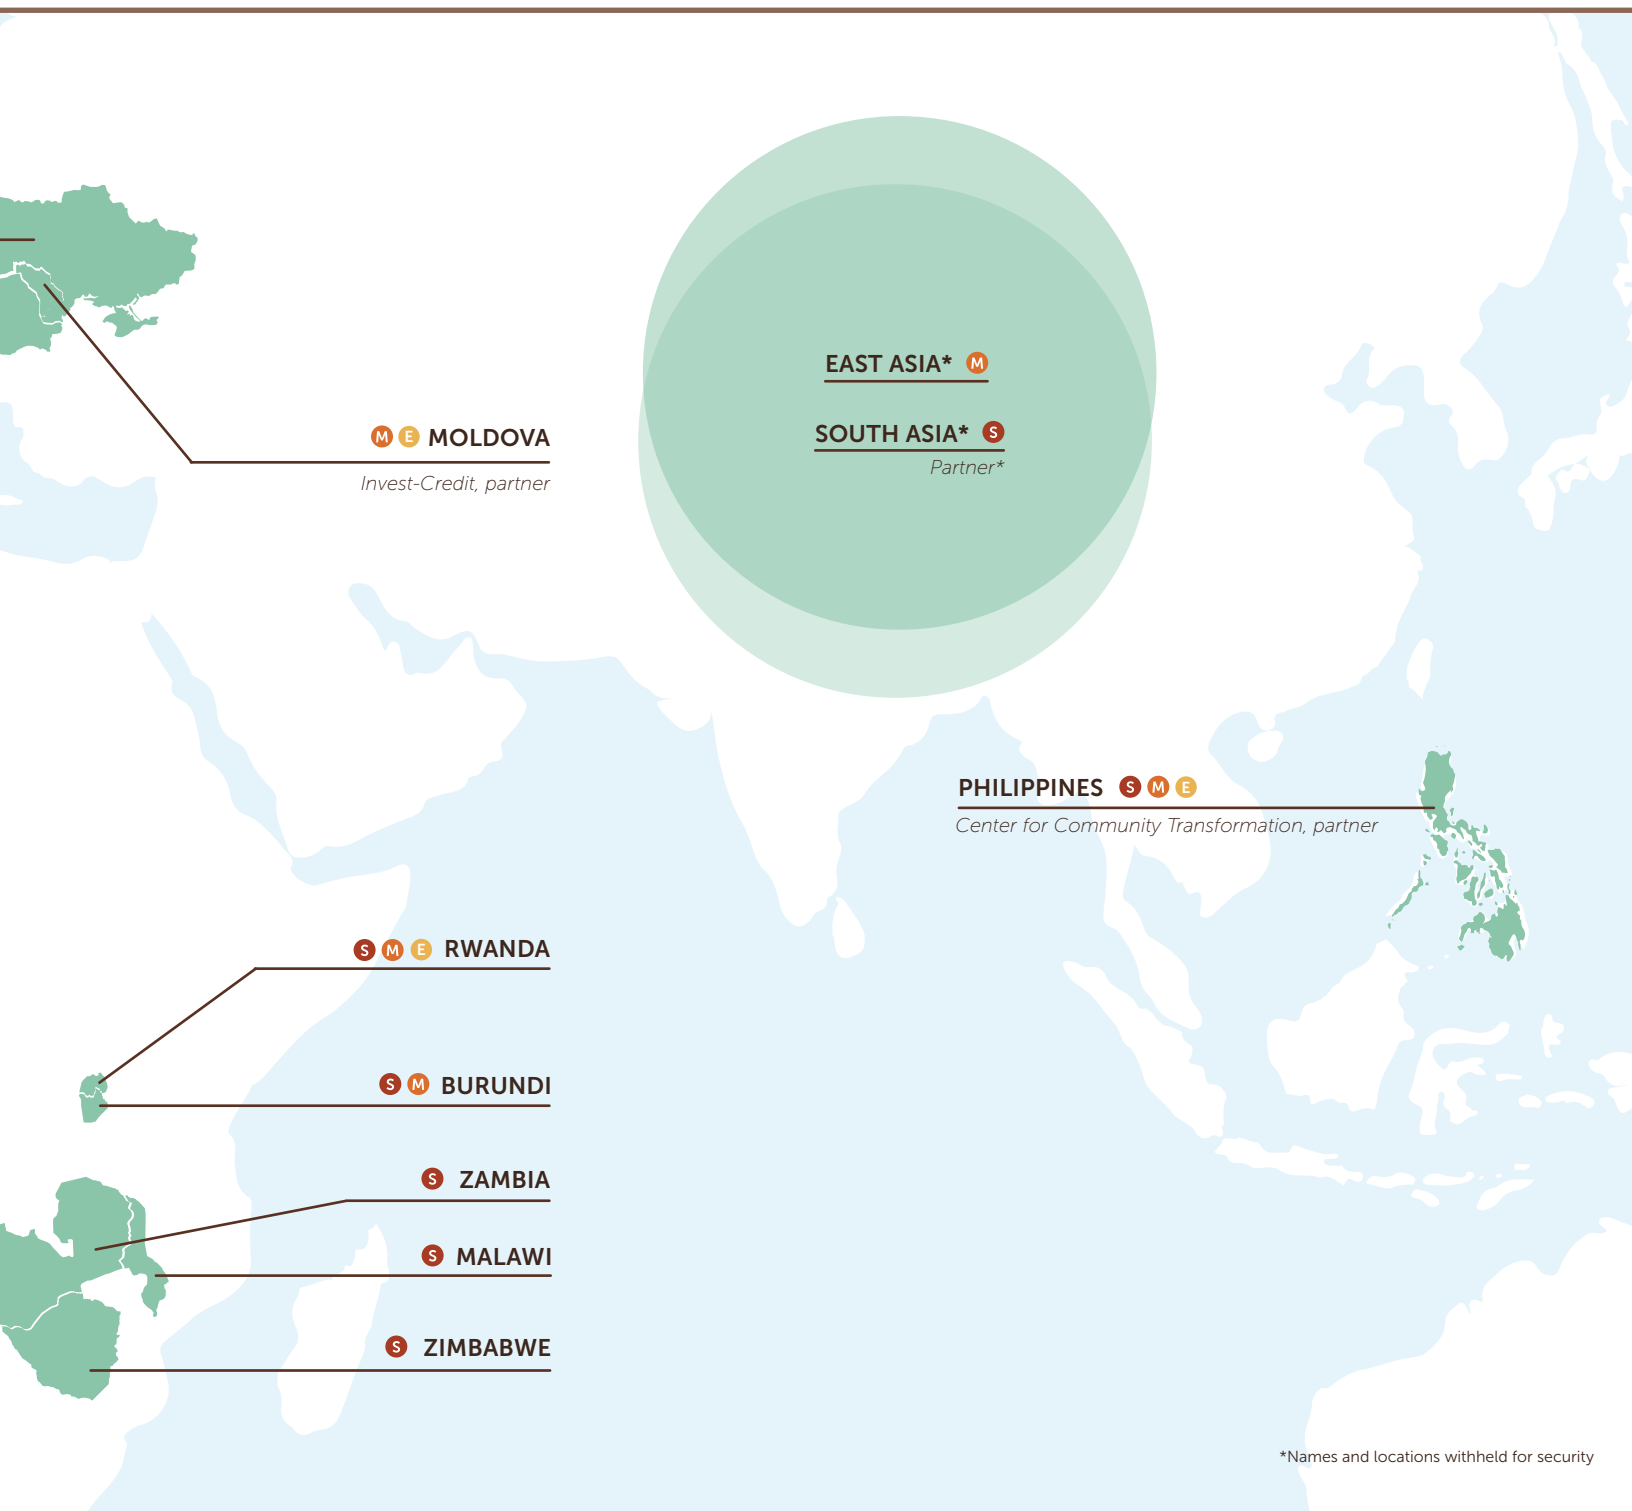 EAST ASIA* M
SOUTH ASIA* S
Partner*
M E MOLDOVA
Invest-Credit, partner
PHILIPPINES S M E
Center for Community Transformation, partner
S M E RWANDA
S M BURUNDI
S ZAMBIA
S MALAWI
S ZIMBABWE
*Names and locations withheld for security